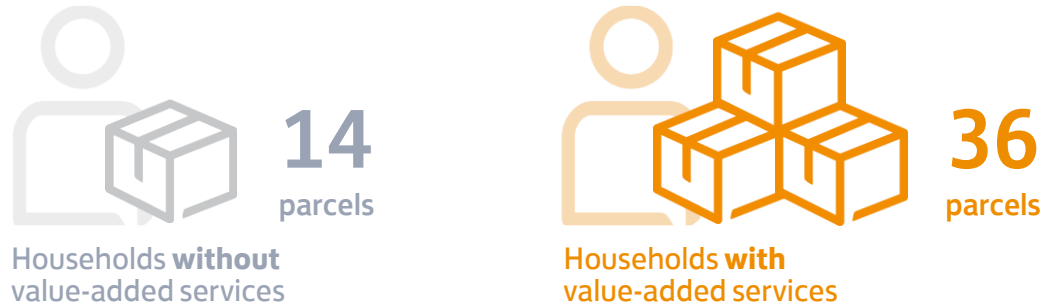 14
parcels
Households without
value-added services
36
parcels
Households with
value-added services